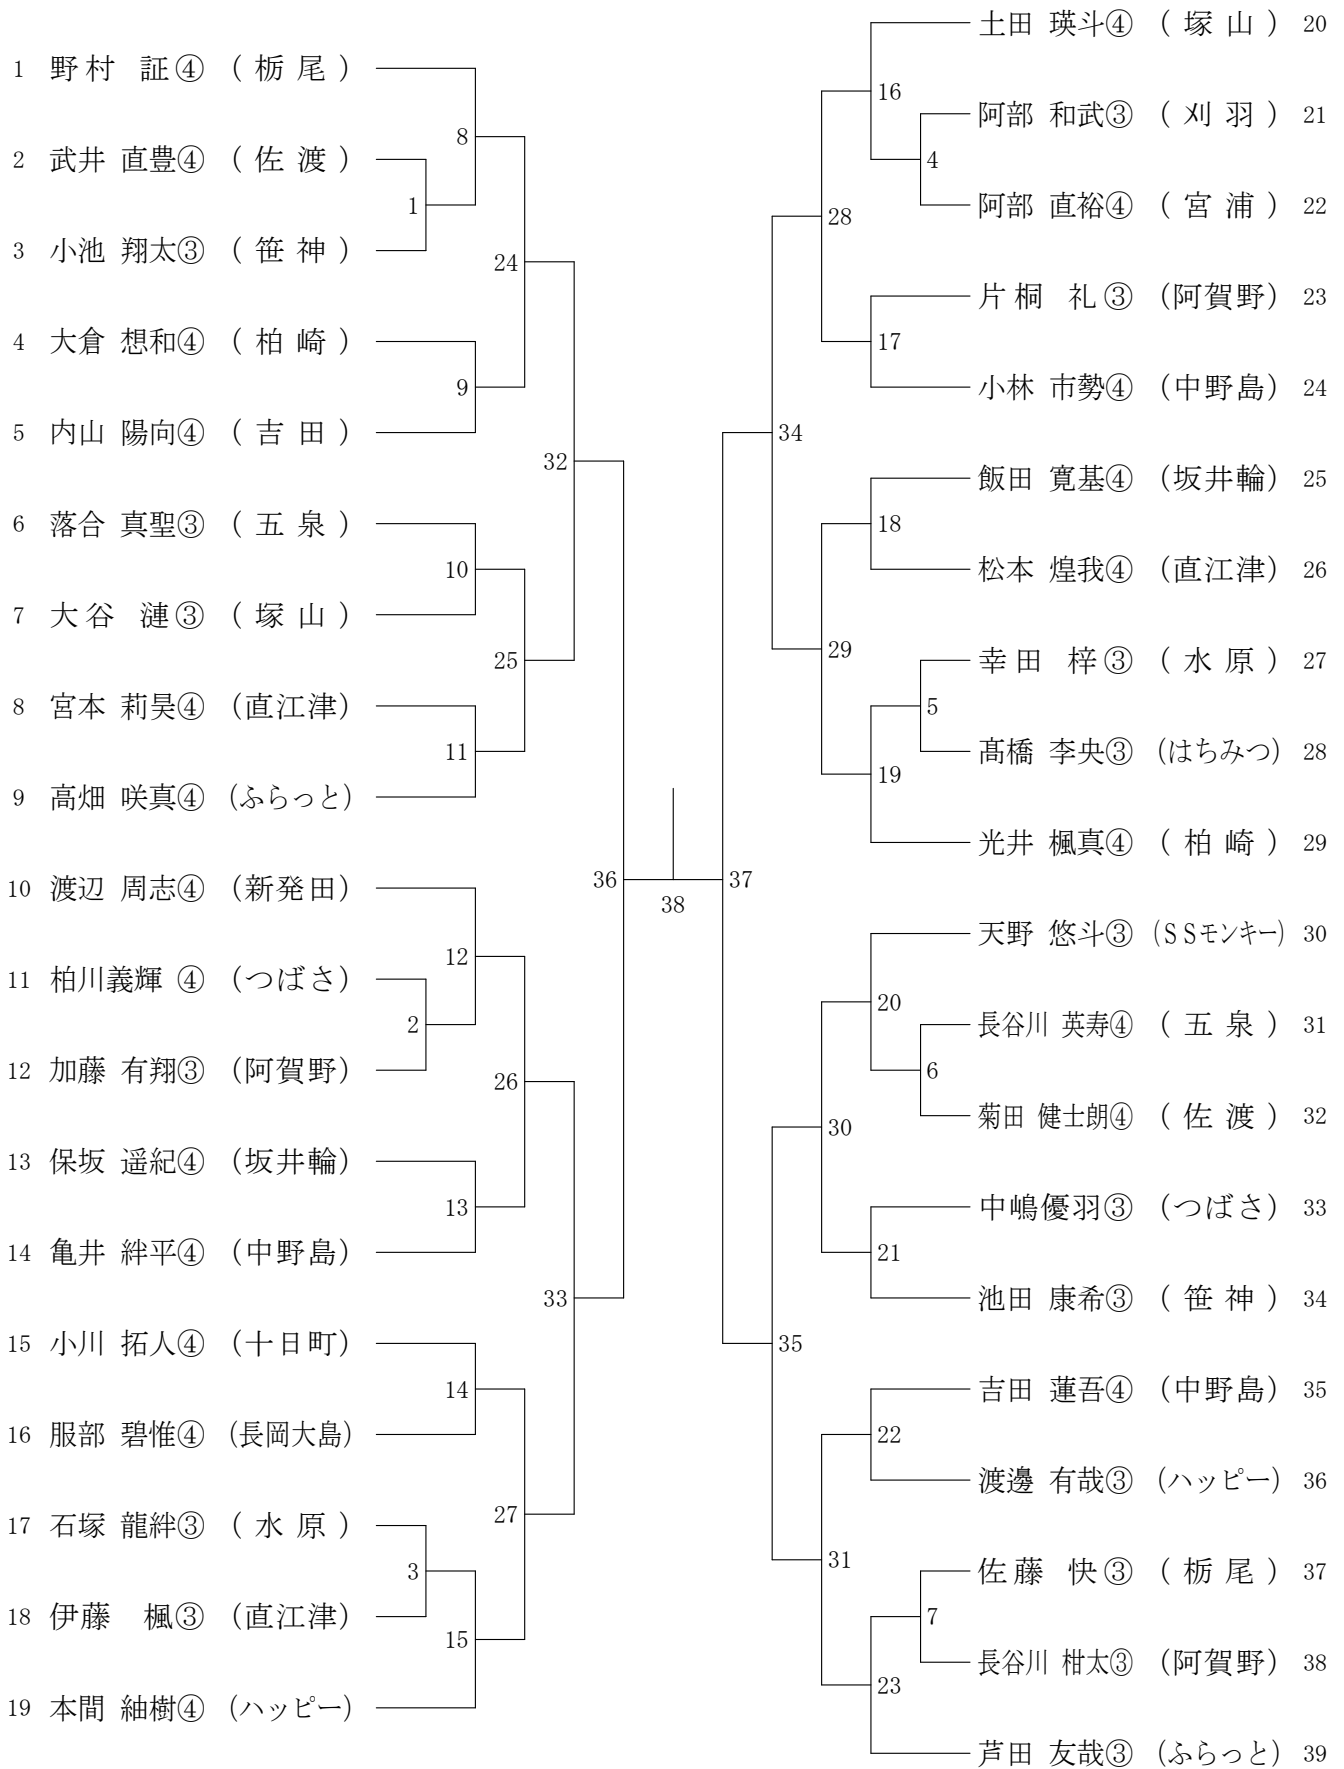 1 野村 証④ (栃尾)
2 武井 直豊④ (佐渡)
3 小池 翔太③ (笹神)
4 大倉 想和④ (柏崎)
5 内山 陽向④ (吉田)
6 落合 真聖③ (五泉)
7 大谷 漣③ (塚山)
8 宮本 莉昊④ (直江津)
9 高畑 咲真④ (ふらっと)
10 渡辺 周志④ (新発田)
11 柏川義輝 ④ (つばさ)
12 加藤 有翔③ (阿賀野)
13 保坂 遥紀④ (坂井輪)
14 亀井 絆平④ (中野島)
15 小川 拓人④ (十日町)
16 服部 碧惟④ (長岡大島)
17 石塚 龍絆③ (水原)
18 伊藤 楓③ (直江津)
19 本間 紬樹④ (ハッピー)
1
2
3
8
9
10
11
12
13
14
15
24
25
26
27
32
33
36
38
37
34
35
28
29
30
31
16
17
18
19
20
21
22
23
4
5
6
7
土田 瑛斗④ (塚山) 20
阿部 和武③ (刈羽) 21
阿部 直裕④ (宮浦) 22
片桐 礼③ (阿賀野) 23
小林 市勢④ (中野島) 24
飯田 寛基④ (坂井輪) 25
松本 煌我④ (直江津) 26
幸田 梓③ (水原) 27
髙橋 李央③ (はちみつ) 28
光井 楓真④ (柏崎) 29
天野 悠斗③ (SSモンキー) 30
長谷川 英寿④ (五泉) 31
菊田 健士朗④ (佐渡) 32
中嶋優羽③ (つばさ) 33
池田 康希③ (笹神) 34
吉田 蓮吾④ (中野島) 35
渡邊 有哉③ (ハッピー) 36
佐藤 快③ (栃尾) 37
長谷川 柑太③ (阿賀野) 38
芦田 友哉③ (ふらっと) 39